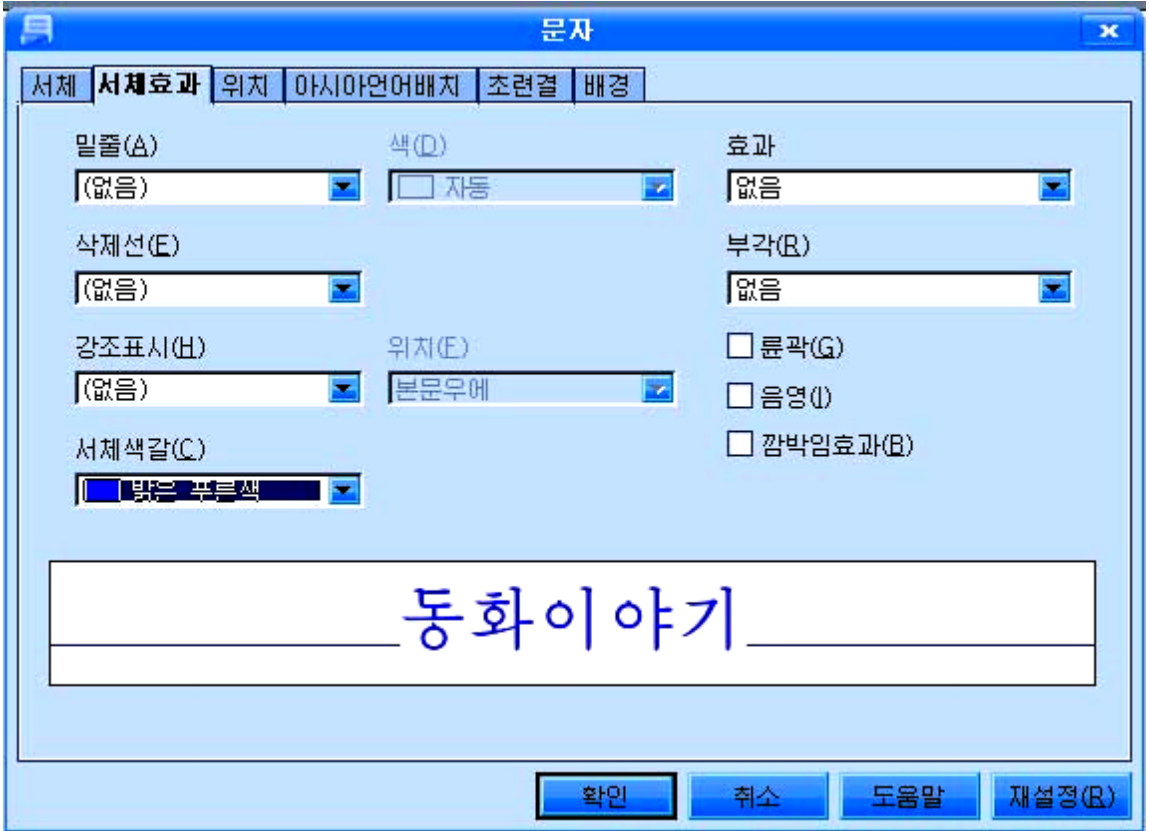 문자
서체 서체효과 위치 아시아언어배치 초련결 배경
밑줄(A) 색(D) 효과
(없음) 자동 없음
삭제선(E) 부각(R)
(없음) 없음
강조표시(H) 위치(F) 륜곽(G)
(없음) 본문우에 음영(I)
서체색갈(C) 깜박임효과(B)
밝은 푸른색
동화이야기
확인 취소 도움말 재설정(R)